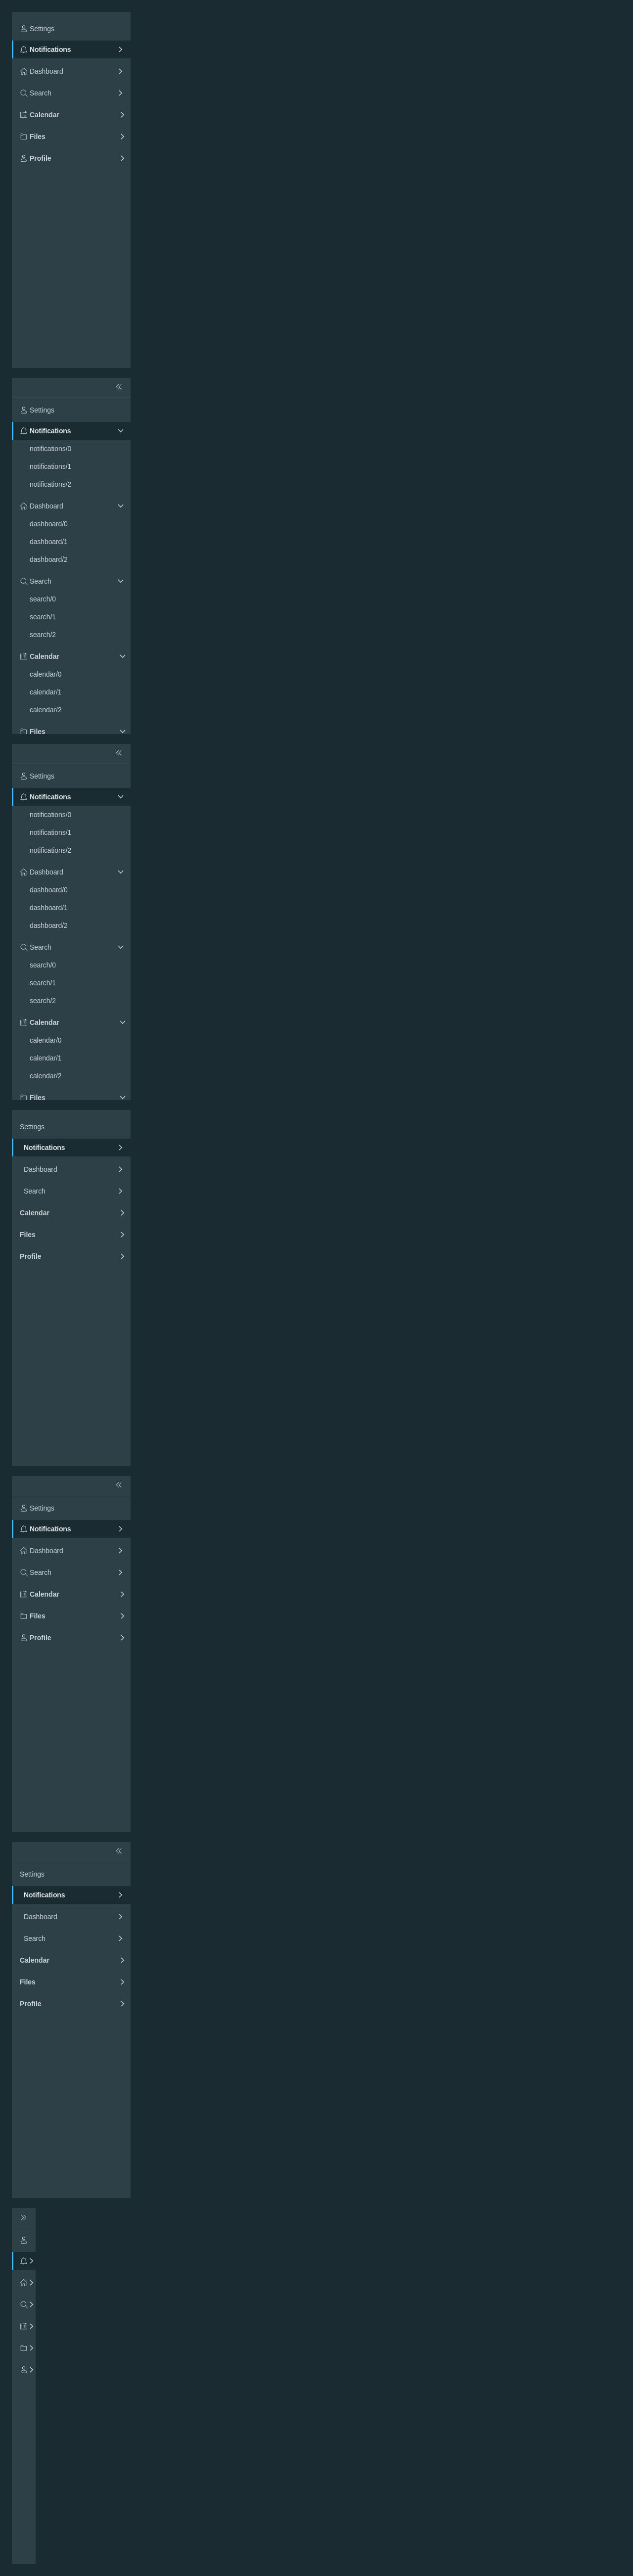 Settings
Notifications
Dashboard
Search
Calendar
Files
Profile
Settings
Notifications
notifications/0
notifications/1
notifications/2
Dashboard
dashboard/0
dashboard/1
dashboard/2
Search
search/0
search/1
search/2
Calendar
calendar/0
calendar/1
calendar/2
Files
Settings
Notifications
notifications/0
notifications/1
notifications/2
Dashboard
dashboard/0
dashboard/1
dashboard/2
Search
search/0
search/1
search/2
Calendar
calendar/0
calendar/1
calendar/2
Files
Settings
Notifications
Dashboard
Search
Calendar
Files
Profile
Settings
Notifications
Dashboard
Search
Calendar
Files
Profile
Settings
Notifications
Dashboard
Search
Calendar
Files
Profile